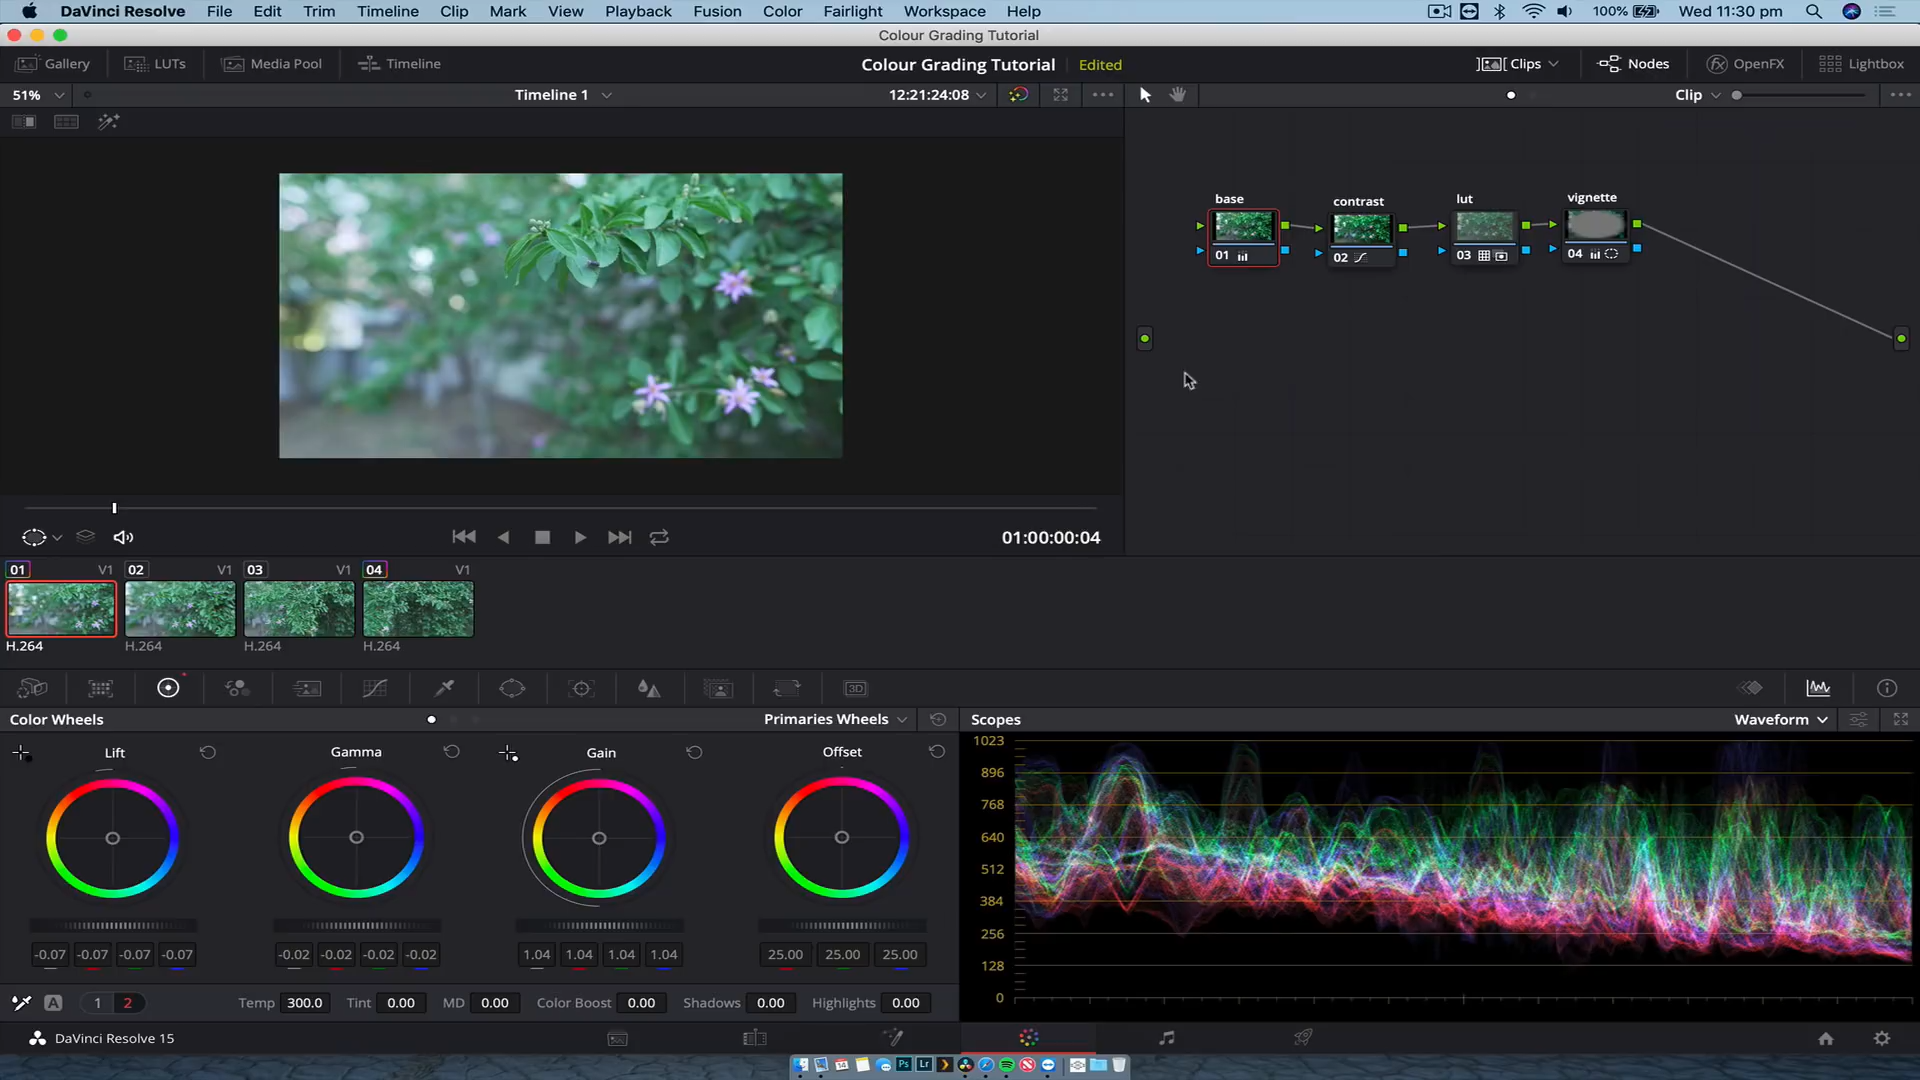 DaVinci Resolve File Edit Trim Timeline Clip Mark View Playback Fusion Color Fairlight Workspace Help 100% Wed 11:30 pm
Colour Grading Tutorial
Gallery LUTs Media Pool Timeline Colour Grading Tutorial Edited Clips Nodes fx OpenFX Lightbox
51% Timeline 1 12:21:24:08 Clip
base contrast lut vignette
01 02 03 04
01:00:00:04
01 V1 02 V1 03 V1 04 V1
H.264 H.264 H.264 H.264
3D
Color Wheels Primaries Wheels Scopes Waveform
Lift Gamma Gain Offset
1023
896
768
640
512
384
256
128
0
-0.07 -0.07 -0.07 -0.07 -0.02 -0.02 -0.02 -0.02 1.04 1.04 1.04 1.04 25.00 25.00 25.00
A 1 2 Temp 300.0 Tint 0.00 MD 0.00 Color Boost 0.00 Shadows 0.00 Highlights 0.00
DaVinci Resolve 15
Ps Lr